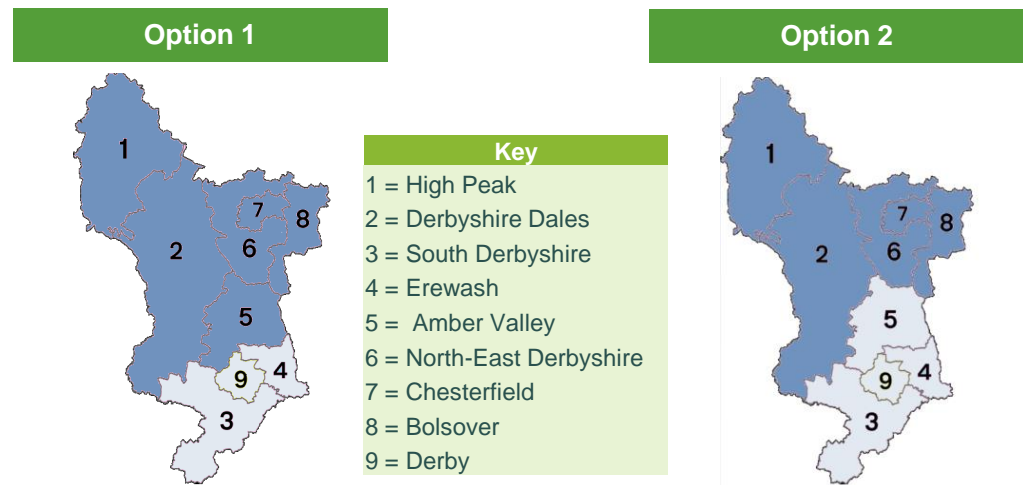 Option 1
Option 2
1
2
3
4
5
6
7
8
9
Key
1 = High Peak
2 = Derbyshire Dales
3 = South Derbyshire
4 = Erewash
5 = Amber Valley
6 = North-East Derbyshire
7 = Chesterfield
8 = Bolsover
9 = Derby
1
2
3
4
5
6
7
8
9